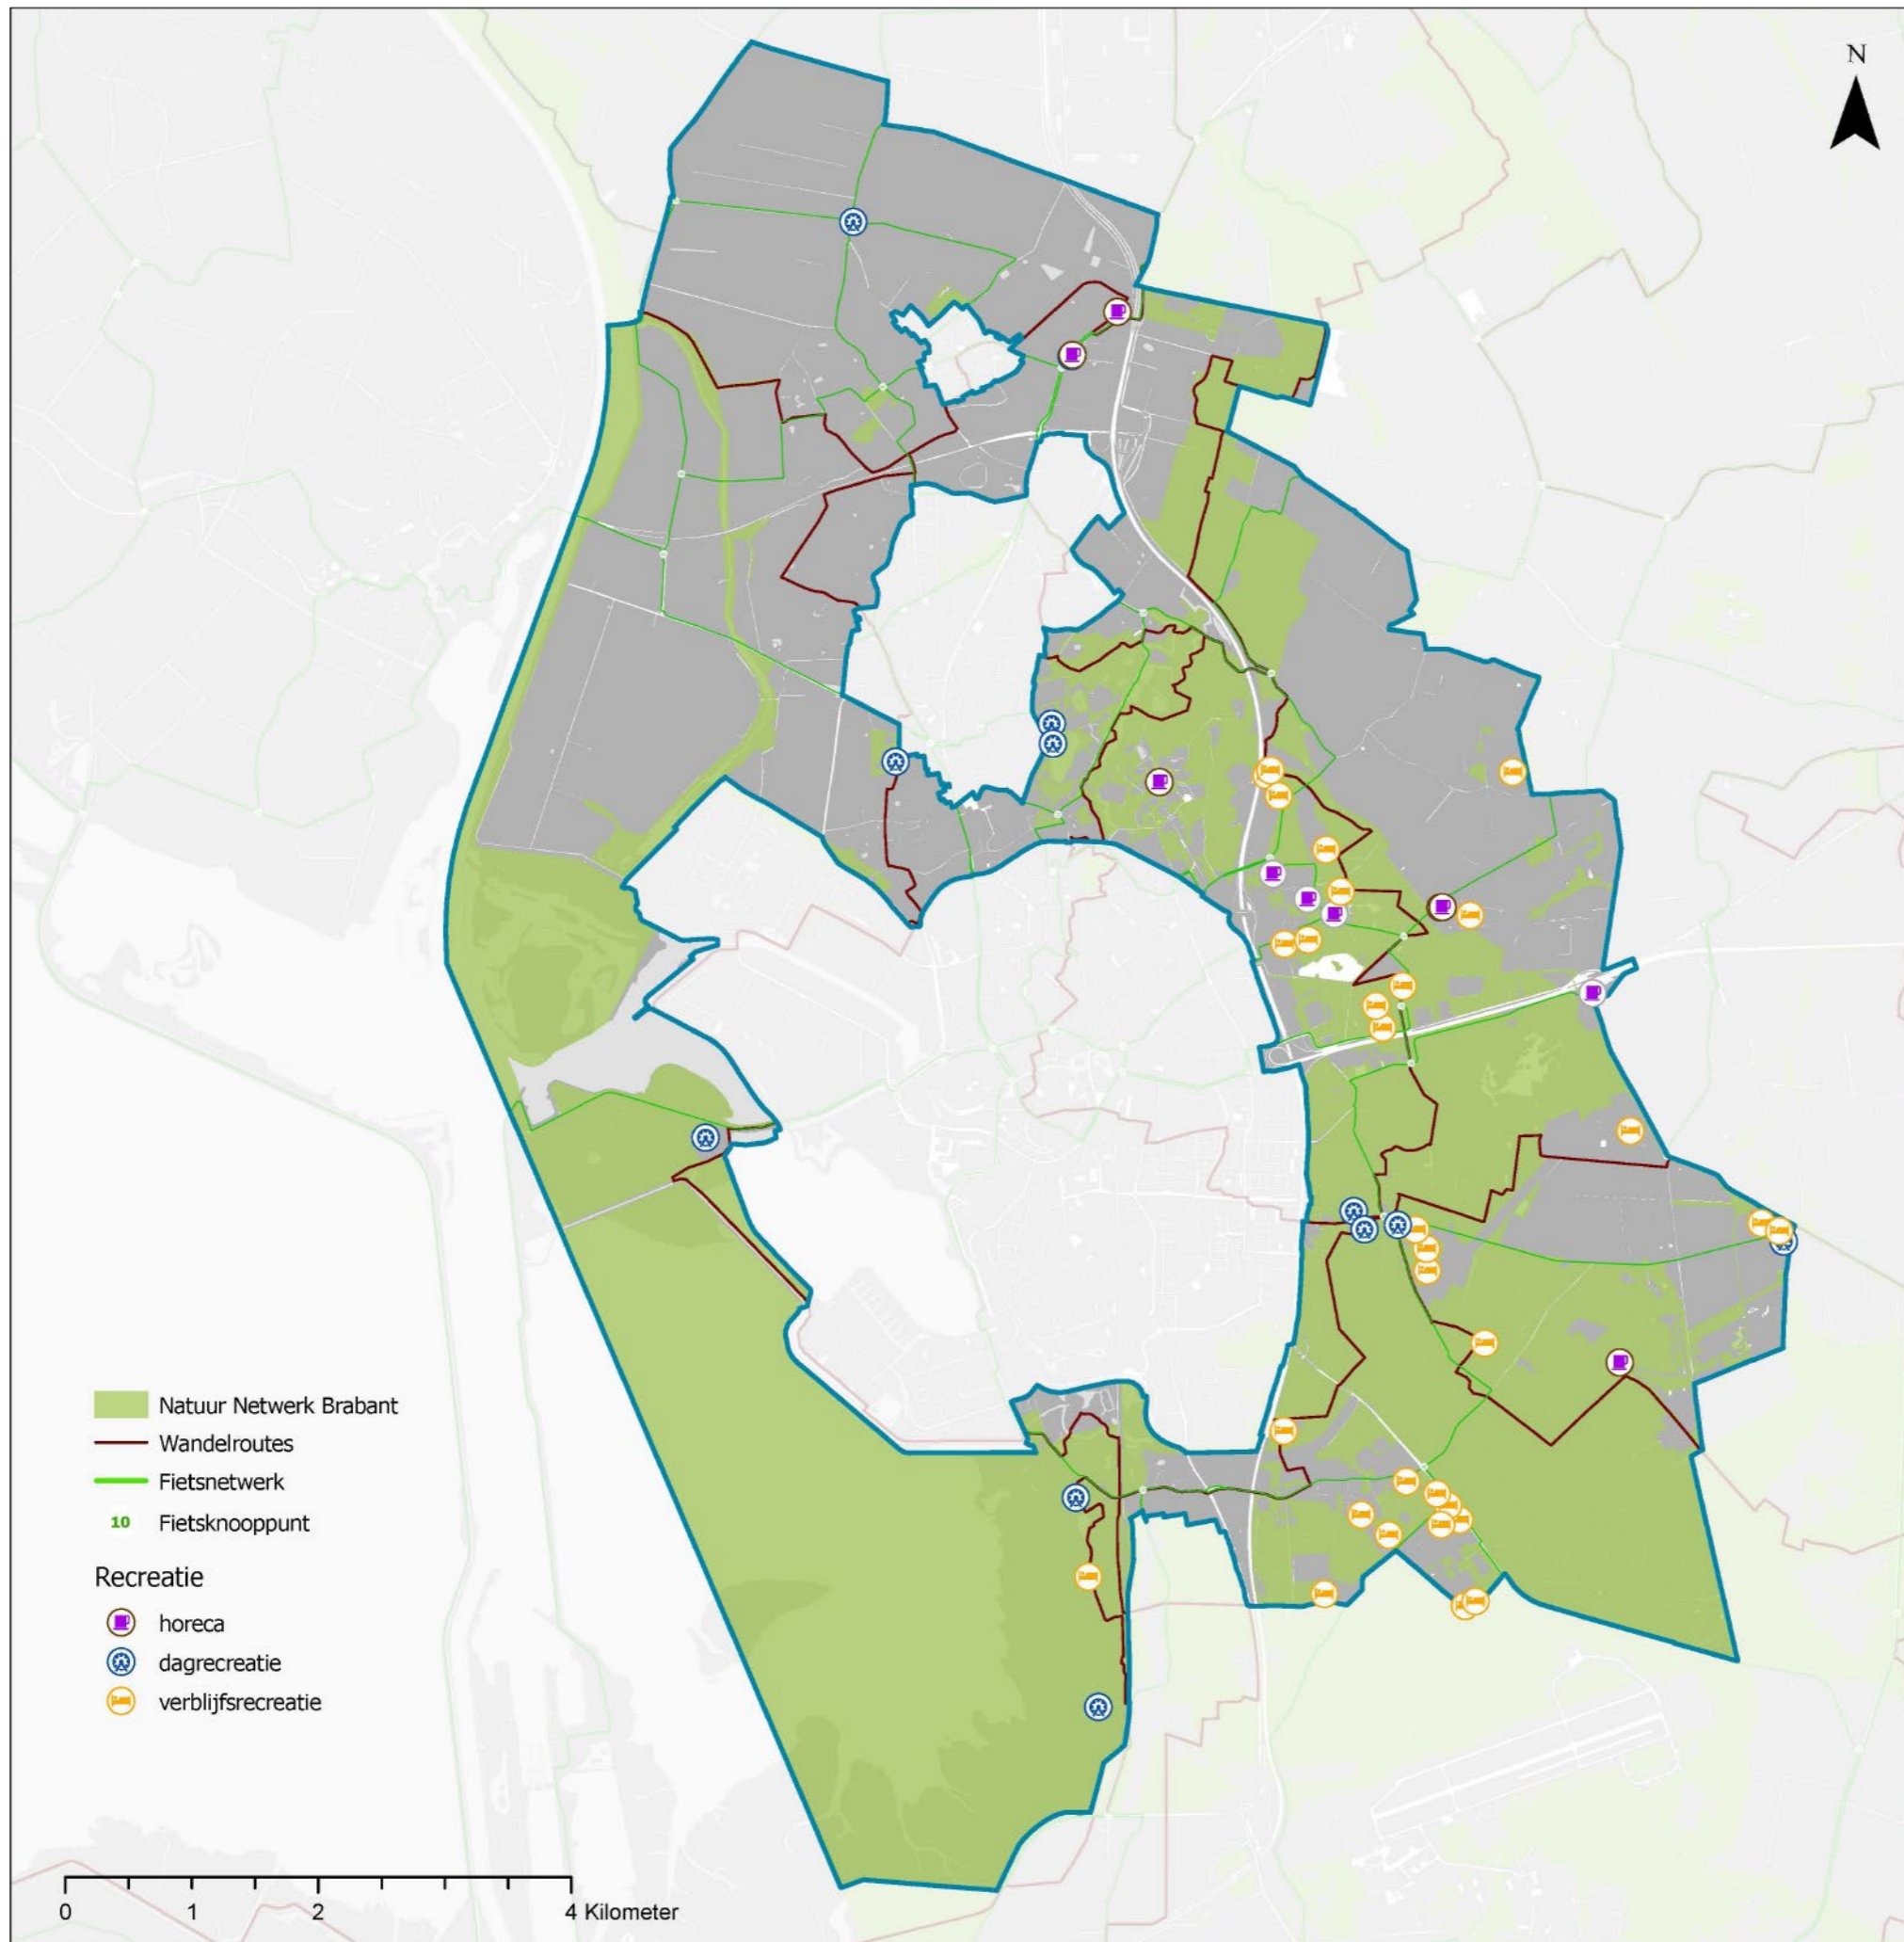 N
Natuur Netwerk Brabant
Wandelroutes
Fietsnetwerk
10 Fietsknooppunt
Recreatie
horeca
dagrecreatie
verblijfsrecreatie
0 1 2 4 Kilometer